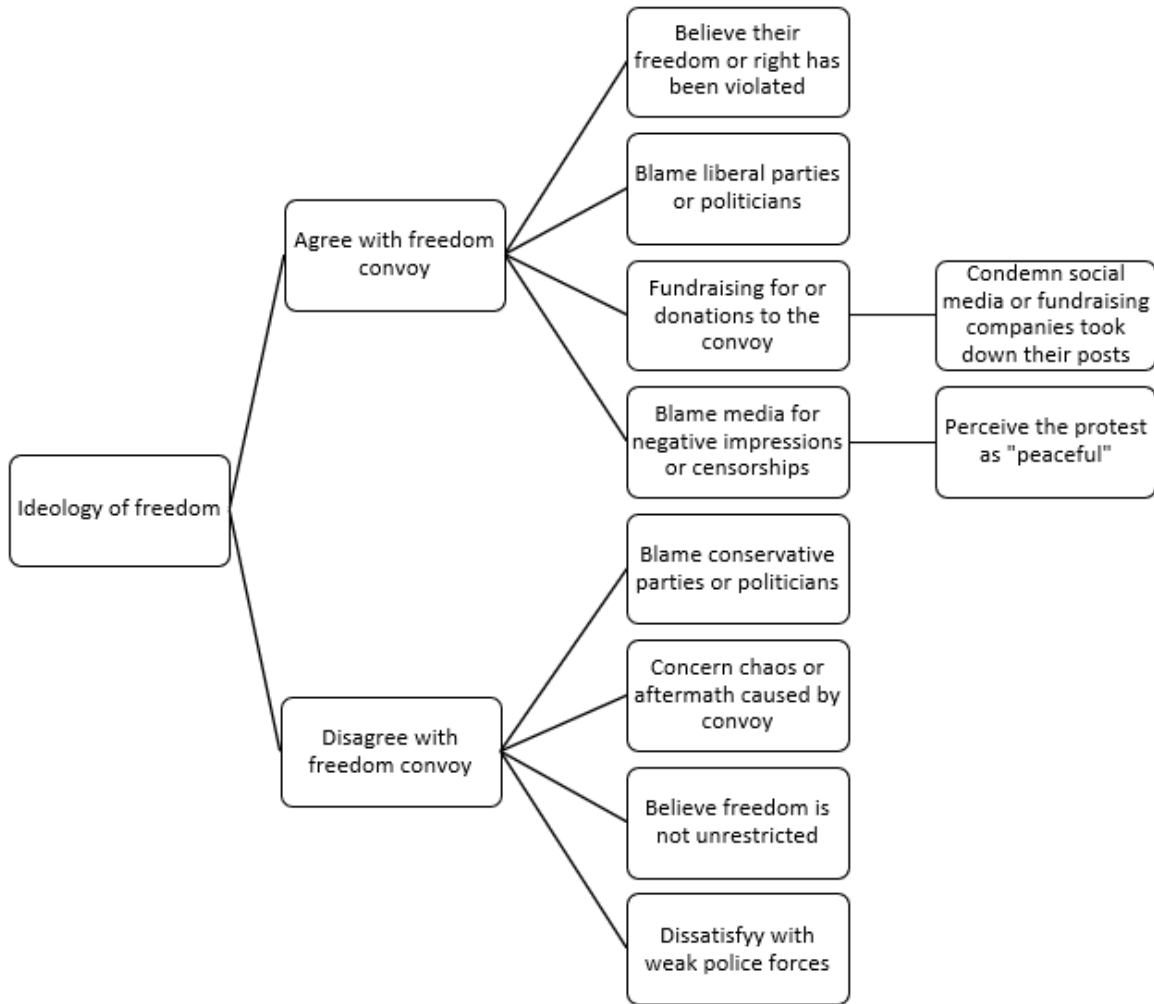 Ideology of freedom
Agree with freedom
convoy
Believe their
freedom or right has
been violated
Blame liberal parties
or politicians
Fundraising for or
donations to the
convoy
Condemn social
media or fundraising
companies took
down their posts
Blame media for
negative impressions
or censorships
Perceive the protest
as "peaceful"
Disagree with
freedom convoy
Blame conservative
parties or politicians
Concern chaos or
aftermath caused by
convoy
Believe freedom is
not unrestricted
Dissatisfyy with
weak police forces